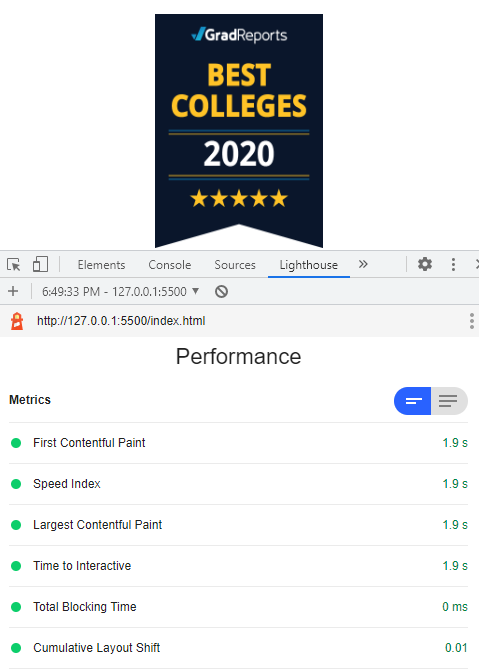 GradReports
BEST
COLLEGES
2020
Elements Console Sources Lighthouse »
+ 6:49:33 PM - 127.0.0.1:5500 ▼
http://127.0.0.1:5500/index.html
Performance
Metrics
First Contentful Paint 1.9 s
Speed Index 1.9 s
Largest Contentful Paint 1.9 s
Time to Interactive 1.9 s
Total Blocking Time 0 ms
Cumulative Layout Shift 0.01